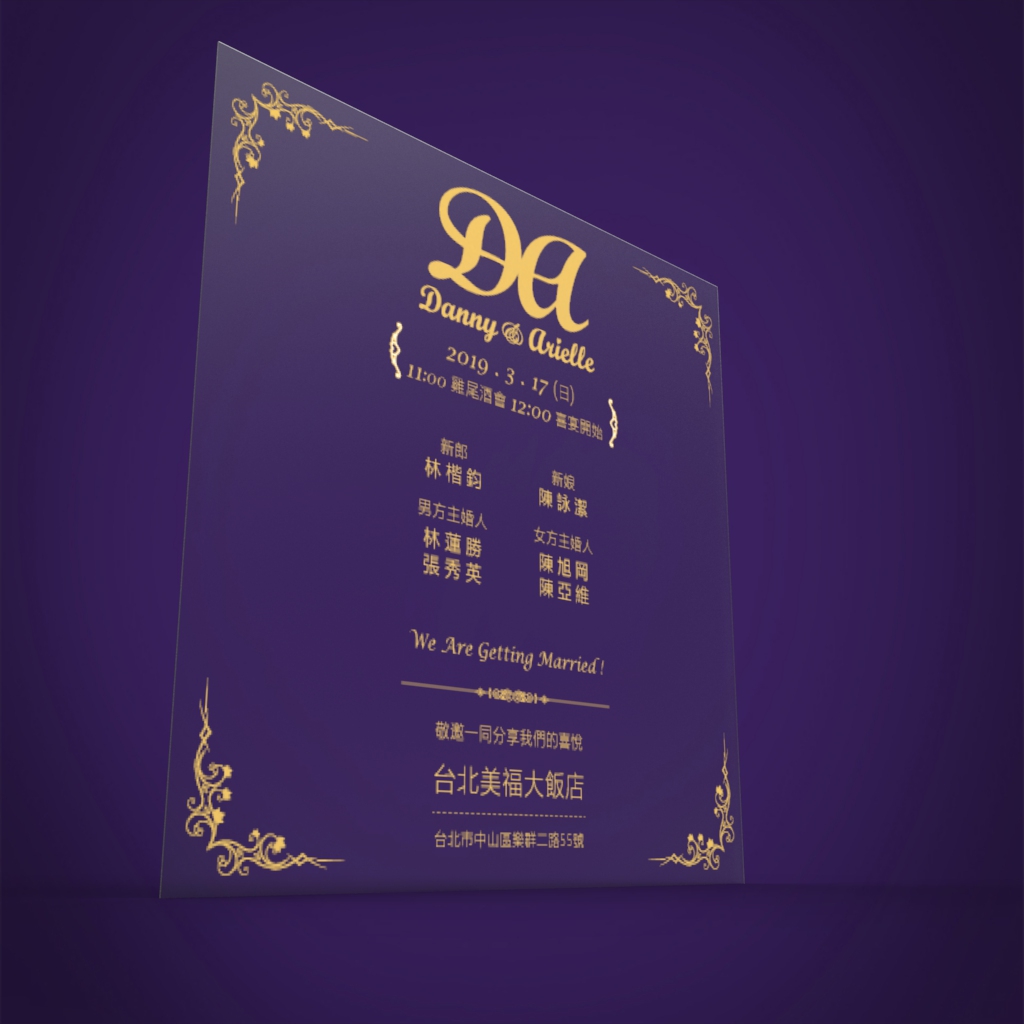 DA
Danny & Arielle
2019 . 3 . 17 (日)
11:00 雞尾酒會 12:00 喜宴開始
新郎
林楷鈞
新娘
陳詠潔
男方主婚人
林蓮勝
張秀英
女方主婚人
陳旭岡
陳亞維
We Are Getting Married!
敬邀一同分享我們的喜悅
台北美福大飯店
台北市中山區樂群二路55號